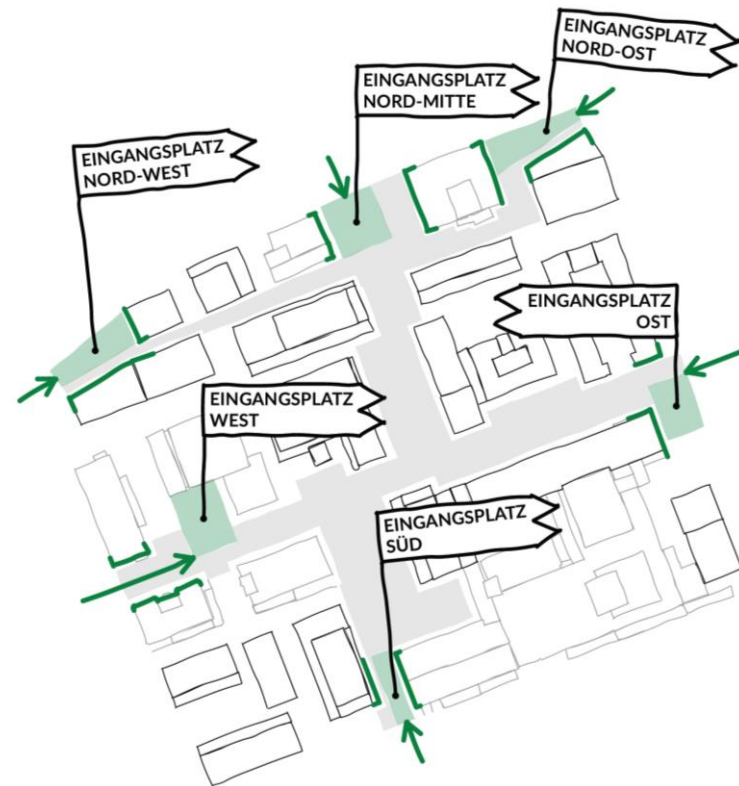 EINGANGSPLATZ
NORD-OST
EINGANGSPLATZ
NORD-MITTE
EINGANGSPLATZ
NORD-WEST
EINGANGSPLATZ
OST
EINGANGSPLATZ
WEST
EINGANGSPLATZ
SÜD